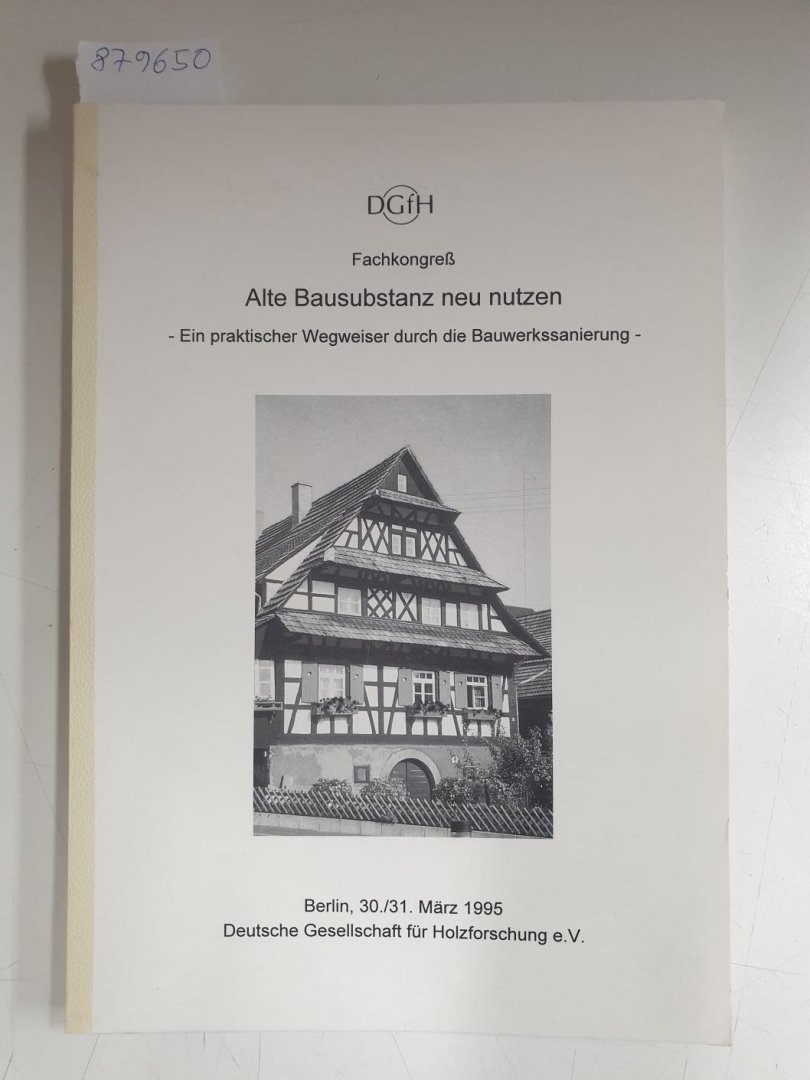 879650
DGfH
Fachkongreß
Alte Bausubstanz neu nutzen
- Ein praktischer Wegweiser durch die Bauwerkssanierung -
Berlin, 30./31. März 1995
Deutsche Gesellschaft für Holzforschung e.V.